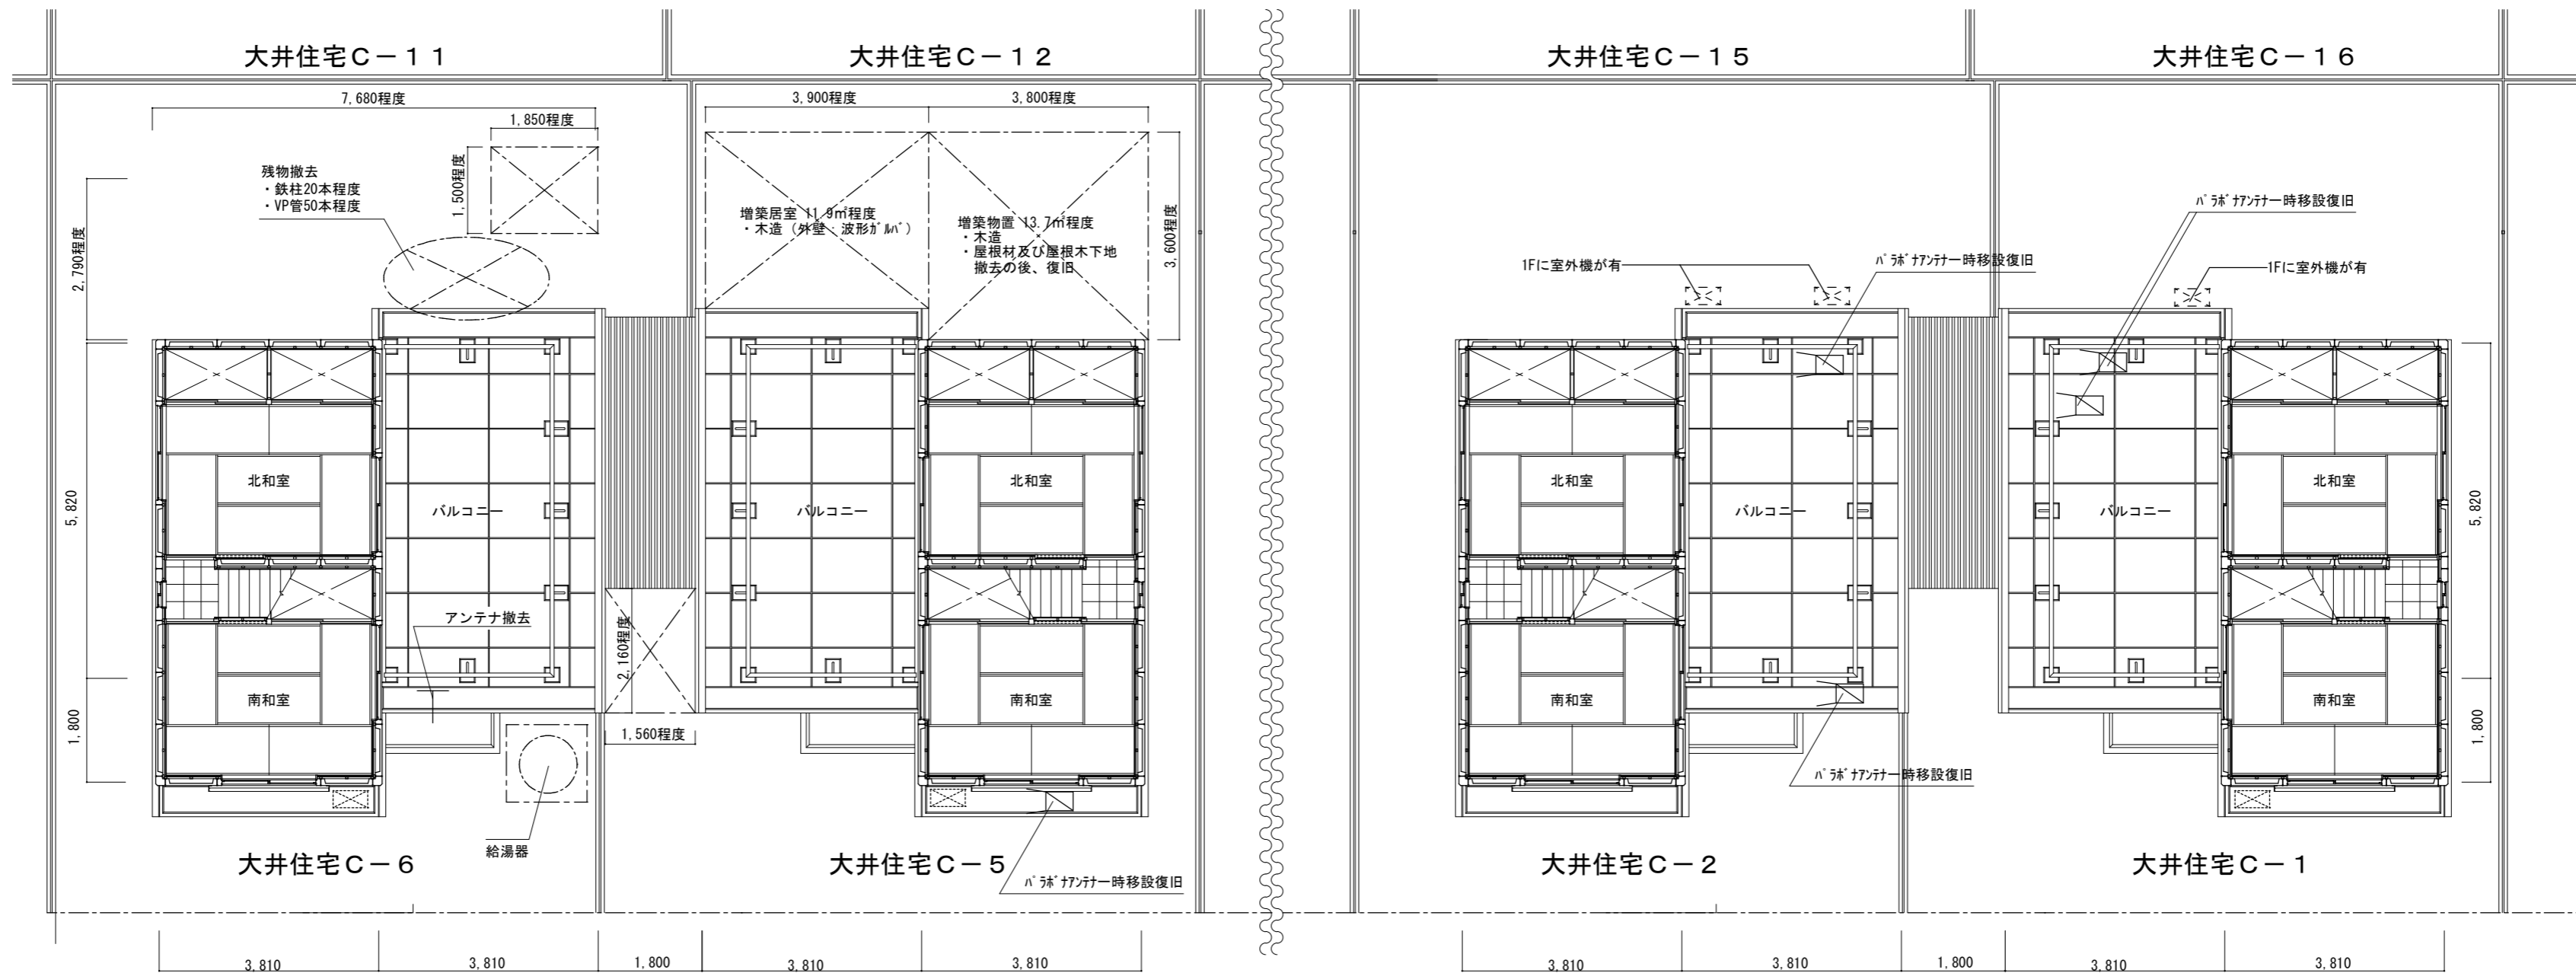 大井住宅C－11
大井住宅C－12
大井住宅C－15
大井住宅C－16
7,680程度
3,900程度
3,800程度
1,850程度
1,500程度
残物撤去
・鉄柱20本程度
・VP管50本程度
2,790程度
増築居室 11.9㎡程度
・木造（外壁：波形ｶﾞﾙﾊﾞ）
増築物置 13.7㎡程度
・木造
・屋根材及び屋根木下地
撤去の後、復旧
3,600程度
ﾊﾟﾗﾎﾞﾅｱﾝﾃﾅ一時移設復旧
1Fに室外機が有
ﾊﾟﾗﾎﾞﾅｱﾝﾃﾅ一時移設復旧
1Fに室外機が有
北和室
バルコニー
バルコニー
北和室
北和室
バルコニー
バルコニー
北和室
5,820
5,820
アンテナ撤去
2,160程度
南和室
南和室
南和室
南和室
1,800
1,800
1,560程度
ﾊﾟﾗﾎﾞﾅｱﾝﾃﾅ一時移設復旧
給湯器
大井住宅C－6
大井住宅C－5
大井住宅C－2
大井住宅C－1
ﾊﾟﾗﾎﾞﾅｱﾝﾃﾅ一時移設復旧
3,810
3,810
1,800
3,810
3,810
3,810
3,810
1,800
3,810
3,810